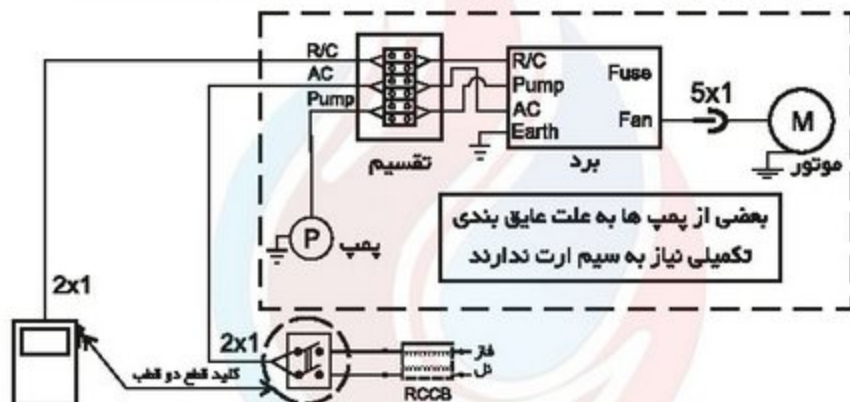 R/C
AC
Pump
R/C
Pump
AC
Earth
Fuse
Fan
5x1
M
موتور
تقسیم
برد
بعضی از پمپ ها به علت عایق بندی
تکمیلی نیاز به سیم ارت ندارند
P
پمپ
2x1
2x1
کلید قطع دو قطب
فاز
نل
RCCB